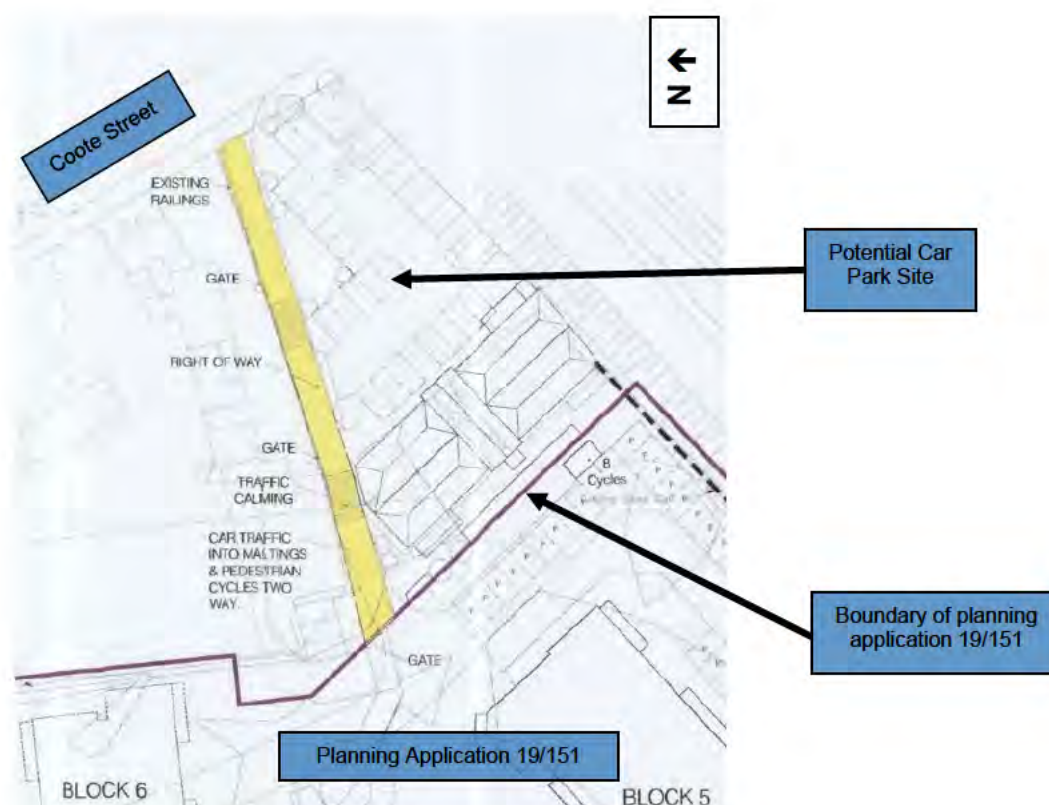 N
Coote Street
EXISTING
RAILINGS
GATE
Potential Car
Park Site
RIGHT OF WAY
GATE
TRAFFIC
CALMING
8
Cycles
CAR TRAFFIC
INTO MALTINGS
& PEDESTRIAN
CYCLES TWO
WAY.
Boundary of planning
application 19/151
GATE
Planning Application 19/151
BLOCK 6
BLOCK 5